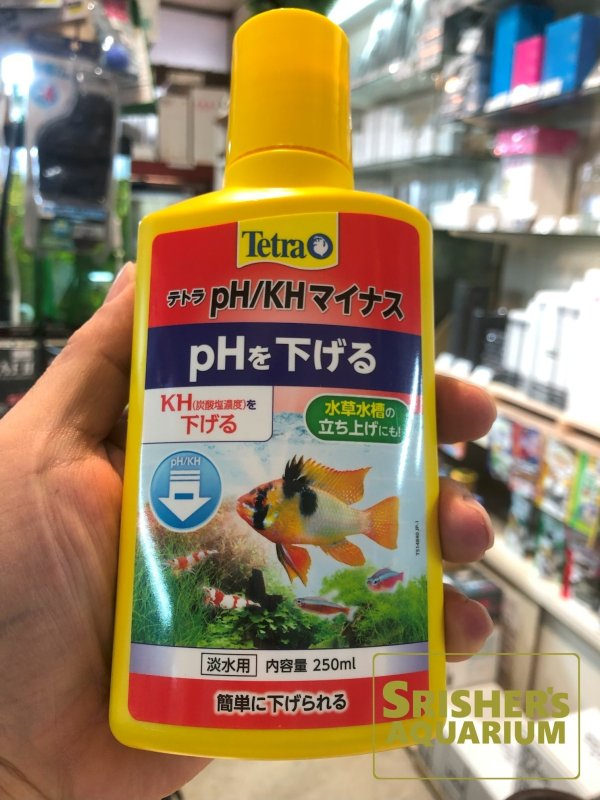 Tetra
テトラ pH/KHマイナス
pHを下げる
KH(炭酸塩濃度)を
下げる
水草水槽の
立ち上げにも!
pH/KH
淡水用 内容量 250ml
簡単に下げられる
SRISHER'S
AQUARIUM